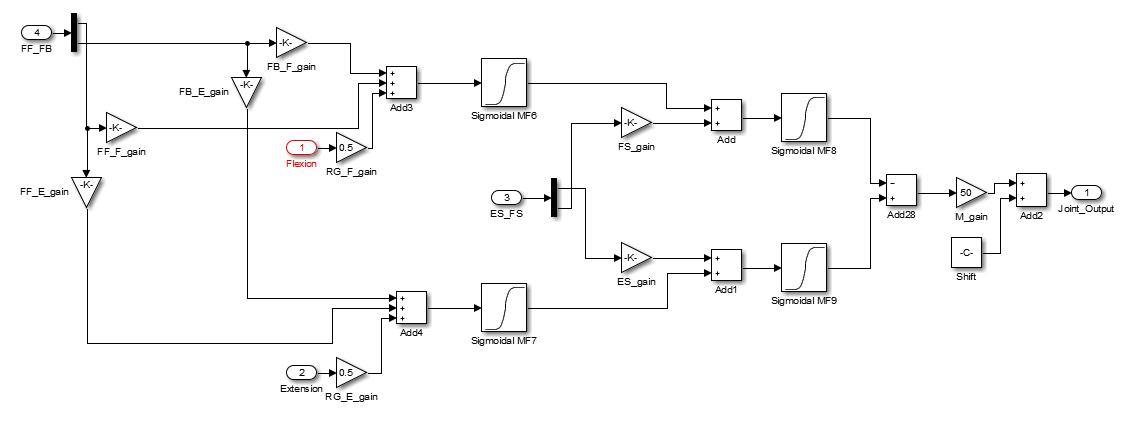 4
FF_FB
-K-
FB_F_gain
-K-
FB_E_gain
-K-
FF_F_gain
-K-
FF_E_gain
1
Flexion
0.5
RG_F_gain
+
+
+
Add3
Sigmoidal MF6
3
ES_FS
-K-
FS_gain
+
+
Add
Sigmoidal MF8
-K-
ES_gain
+
+
Add1
Sigmoidal MF9
+
+
+
Add4
Sigmoidal MF7
2
Extension
0.5
RG_E_gain
−
+
Add28
50
M_gain
-C-
Shift
+
+
Add2
1
Joint_Output